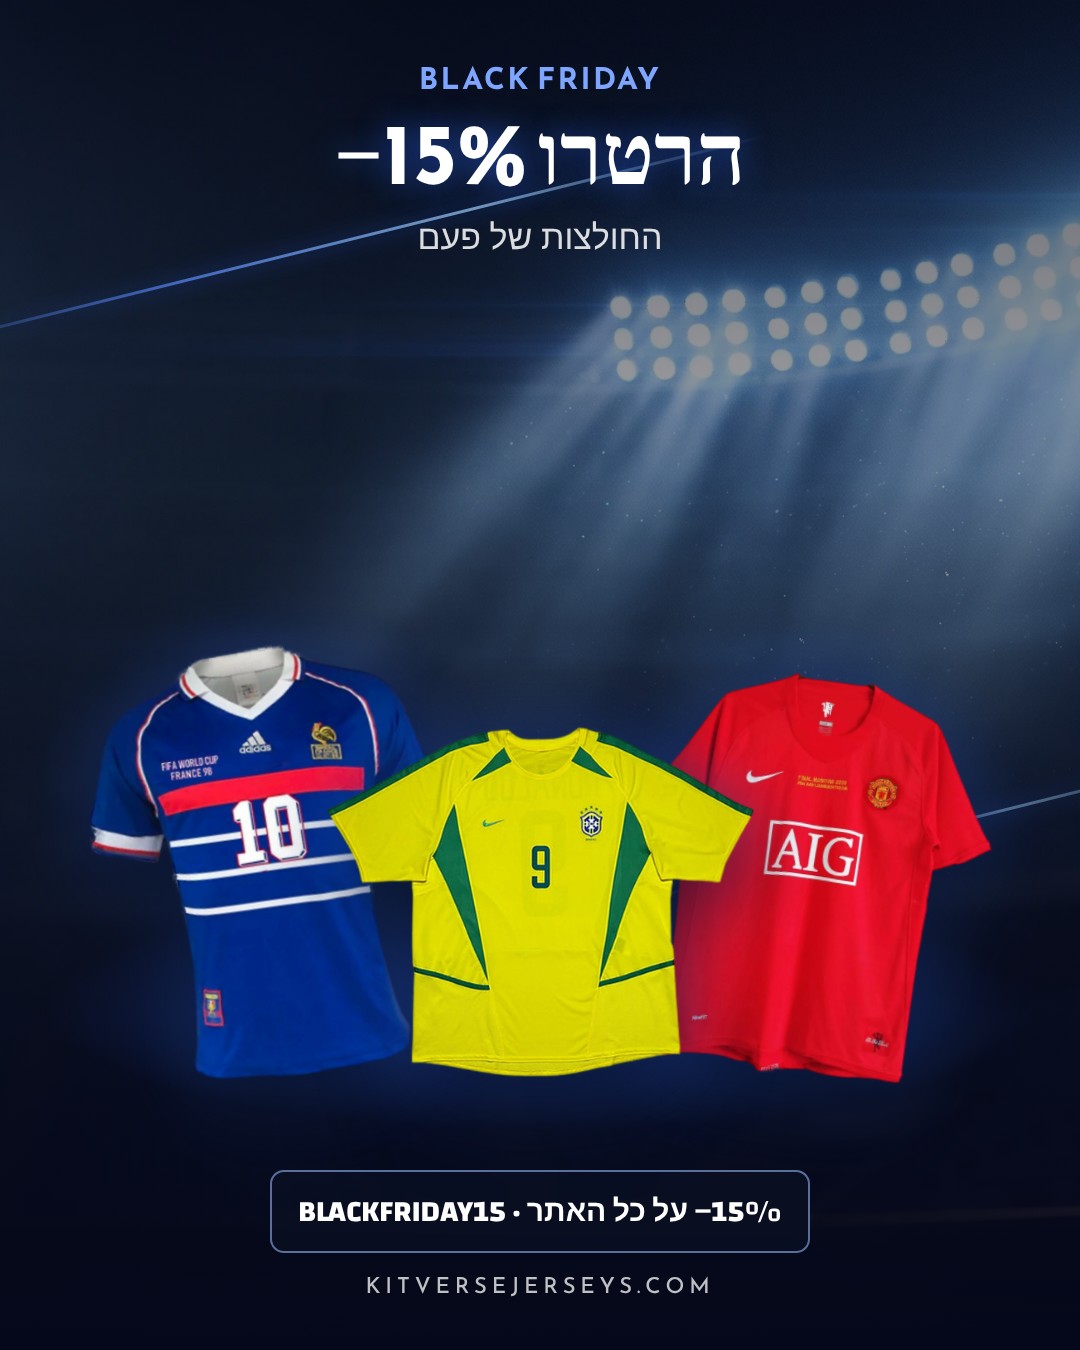 BLACK FRIDAY
הרטרו –15%
החולצות של פעם
adidas
FIFA WORLD CUP
FRANCE 98
10
9
AIG
–15% על כל האתר • BLACKFRIDAY15
KITVERSEJERSEYS.COM